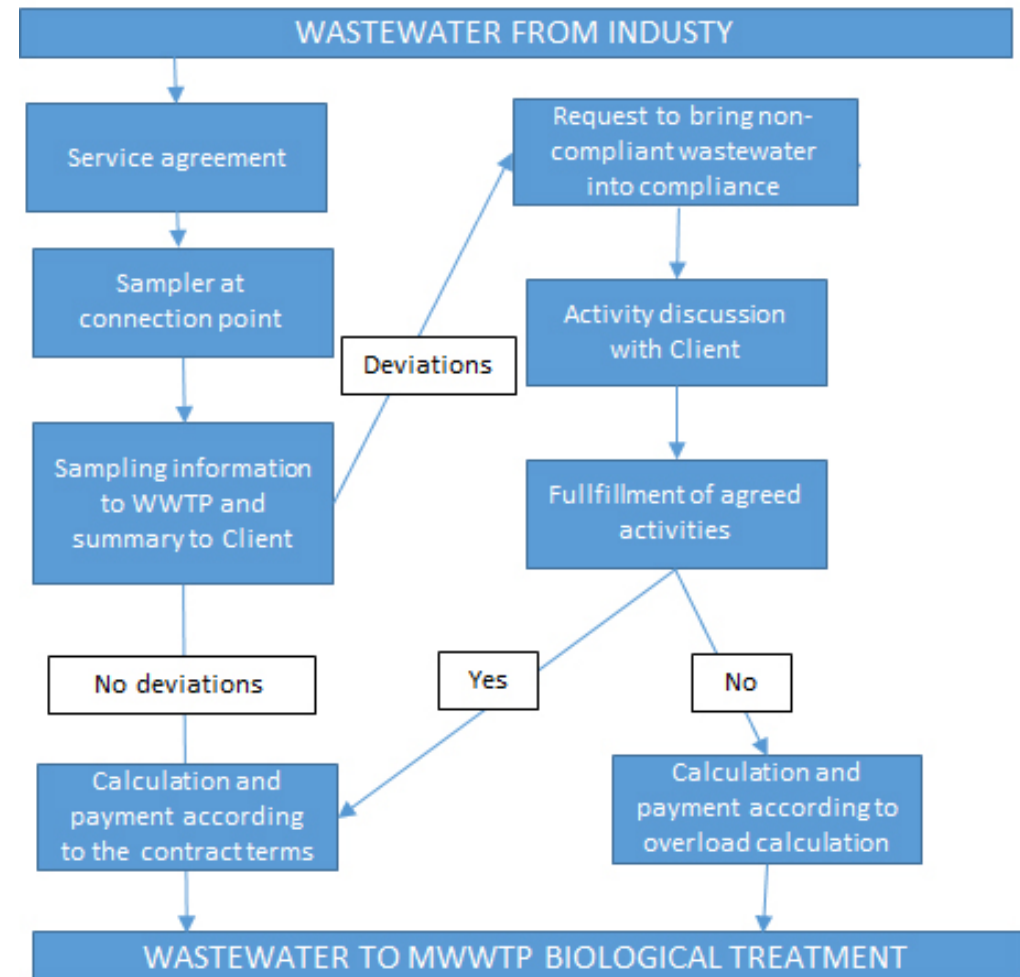 WASTEWATER FROM INDUSTY
Service agreement
Sampler at
connection point
Sampling information
to WWTP and
summary to Client
Deviations
Request to bring non-
compliant wastewater
into compliance
Activity discussion
with Client
Fullfillment of agreed
activities
No deviations
Yes
No
Calculation and
payment according
to the contract terms
Calculation and
payment according to
overload calculation
WASTEWATER TO MWWTP BIOLOGICAL TREATMENT